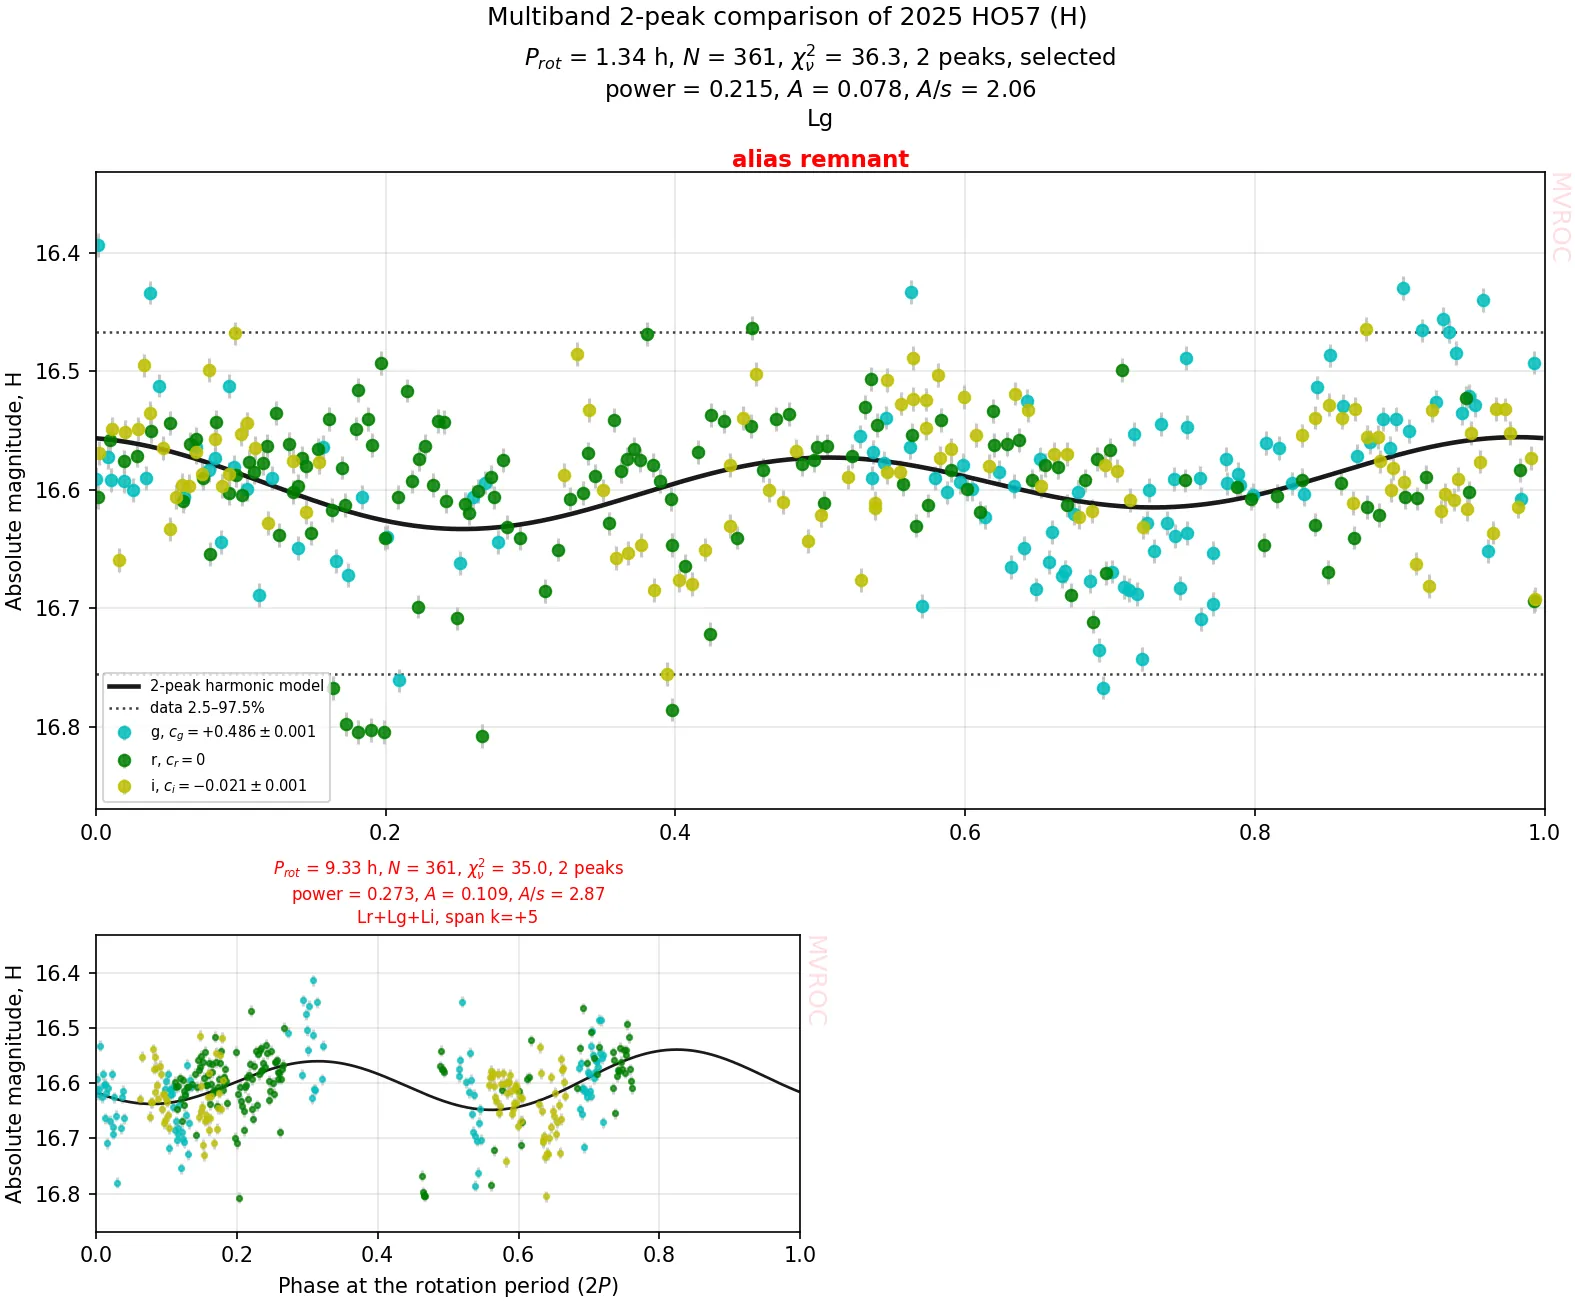 Multiband 2-peak comparison of 2025 HO57 (H)
P_rot = 1.34 h, N = 361, χ²_ν = 36.3, 2 peaks, selected
power = 0.215, A = 0.078, A/s = 2.06
Lg
alias remnant
MVROC
Absolute magnitude, H
16.4
16.5
16.6
16.7
16.8
2-peak harmonic model
data 2.5–97.5%
g, c_g = +0.486 ± 0.001
r, c_r = 0
i, c_i = −0.021 ± 0.001
0.0 0.2 0.4 0.6 0.8 1.0
P_rot = 9.33 h, N = 361, χ²_ν = 35.0, 2 peaks
power = 0.273, A = 0.109, A/s = 2.87
Lr+Lg+Li, span k=+5
MVROC
Absolute magnitude, H
16.4
16.5
16.6
16.7
16.8
0.0 0.2 0.4 0.6 0.8 1.0
Phase at the rotation period (2P)